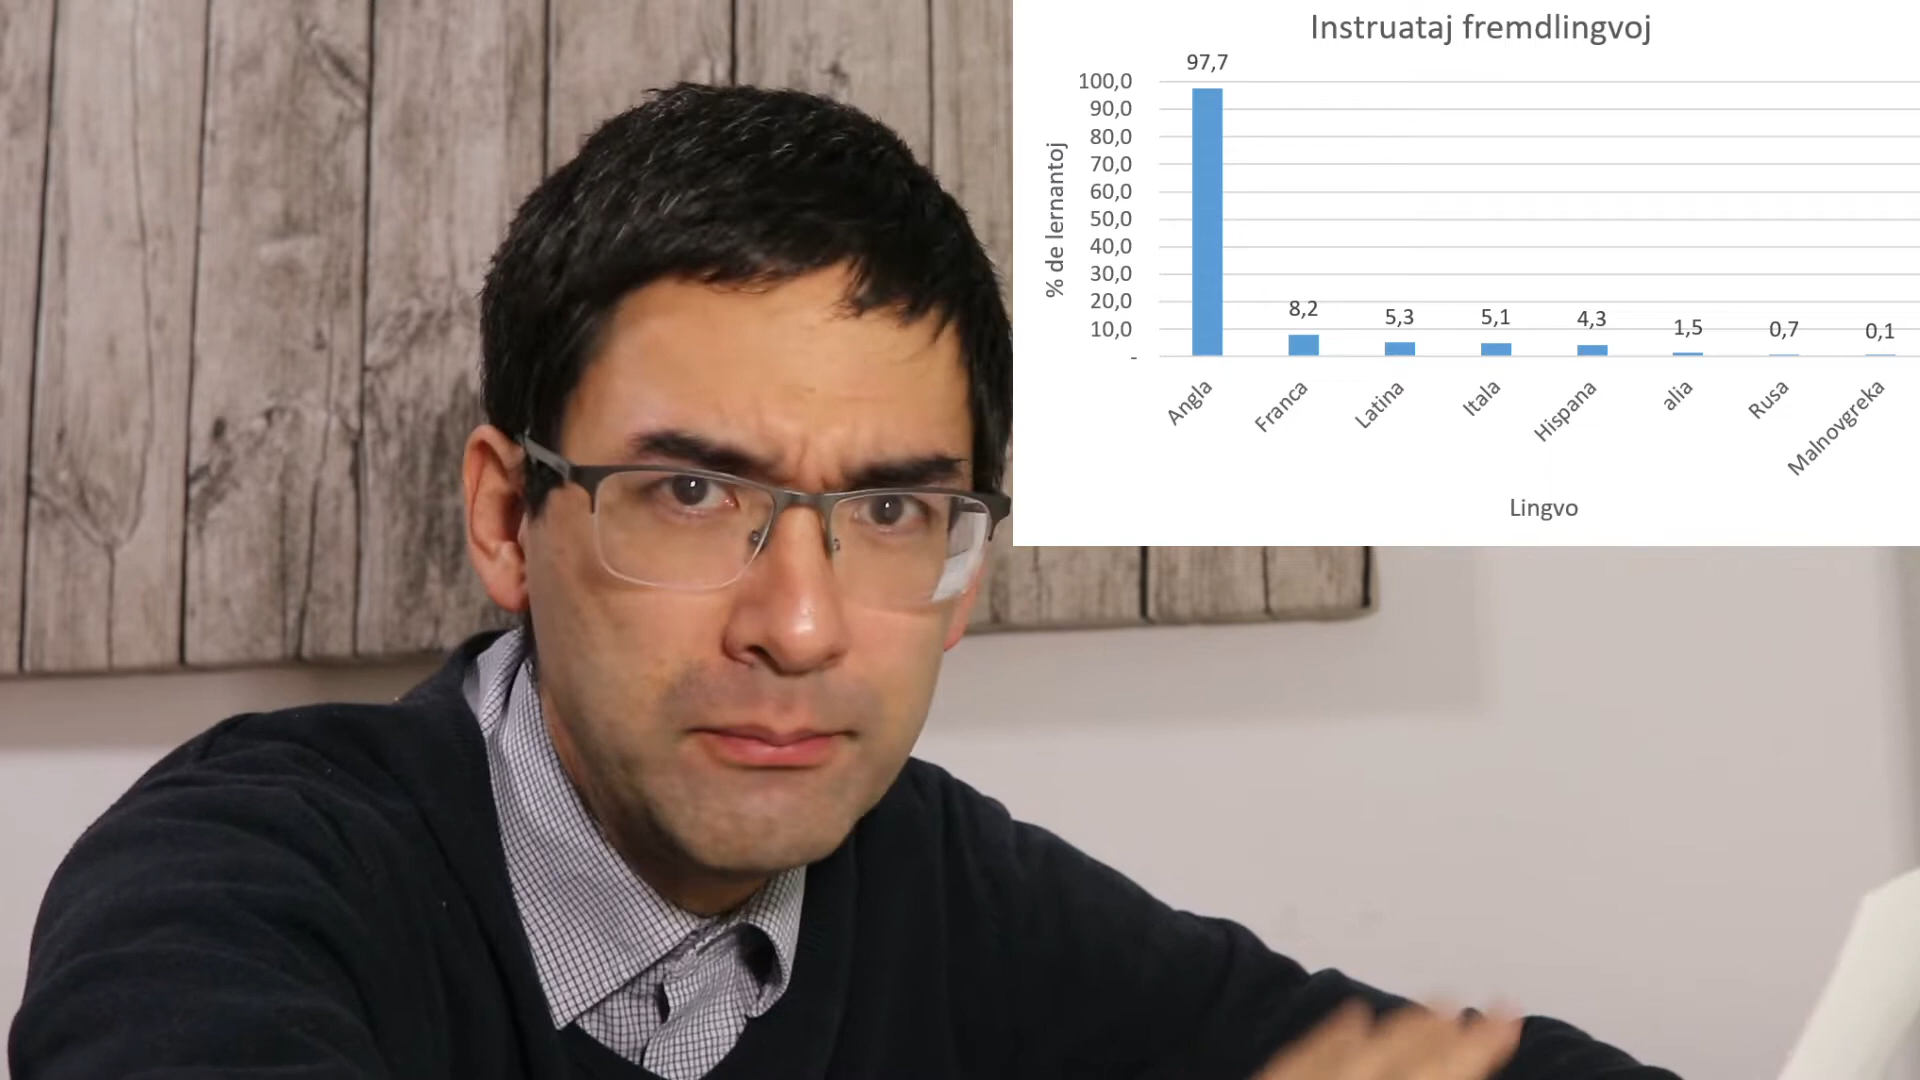 Instruataj fremdlingvoj
97,7
100,0
90,0
80,0
70,0
60,0
50,0
40,0
30,0
20,0
10,0
-
8,2
5,3
5,1
4,3
1,5
0,7
0,1
% de lernantoj
Angla
Franca
Latina
Itala
Hispana
alia
Rusa
Malnovgreka
Lingvo